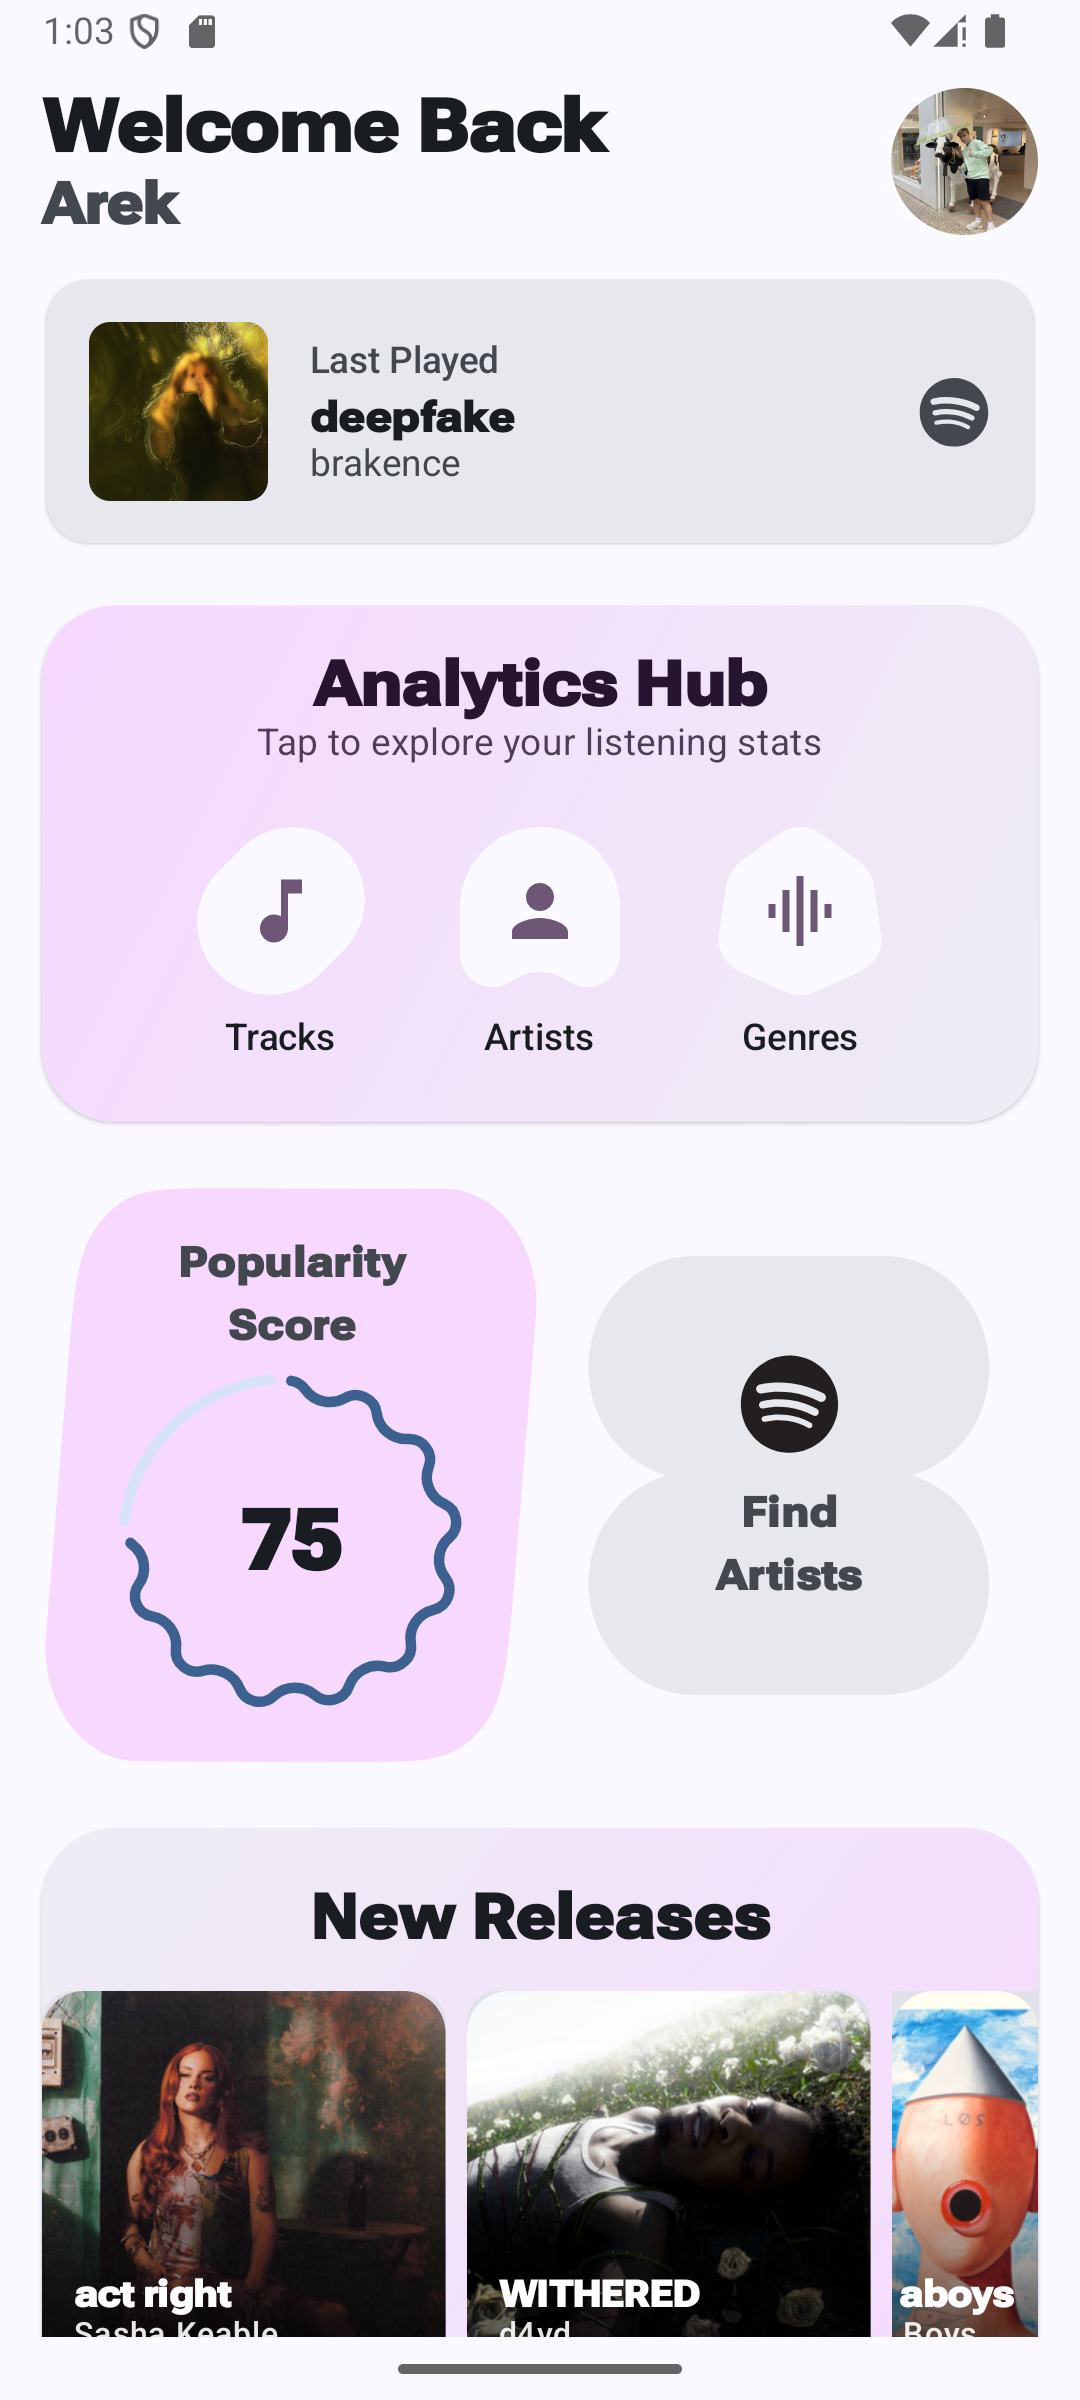 1:03
Welcome Back
Arek
Last Played
deepfake
brakence
Analytics Hub
Tap to explore your listening stats
Tracks
Artists
Genres
Popularity
Score
75
Find
Artists
New Releases
LØS
act right
Sasha Keable
WITHERED
d4vd
aboys
Boys